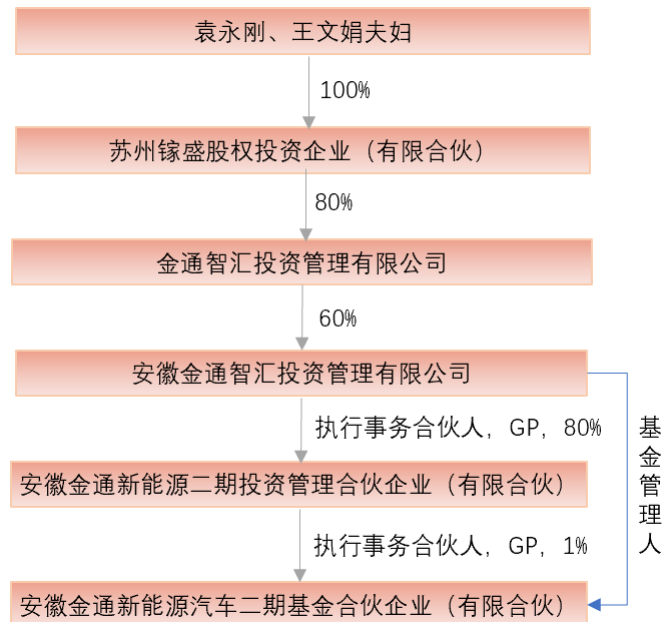 袁永刚、王文娟夫妇
100%
苏州镓盛股权投资企业（有限合伙）
80%
金通智汇投资管理有限公司
60%
安徽金通智汇投资管理有限公司
执行事务合伙人，GP，80%
基金管理人
安徽金通新能源二期投资管理合伙企业（有限合伙）
执行事务合伙人，GP，1%
安徽金通新能源汽车二期基金合伙企业（有限合伙）